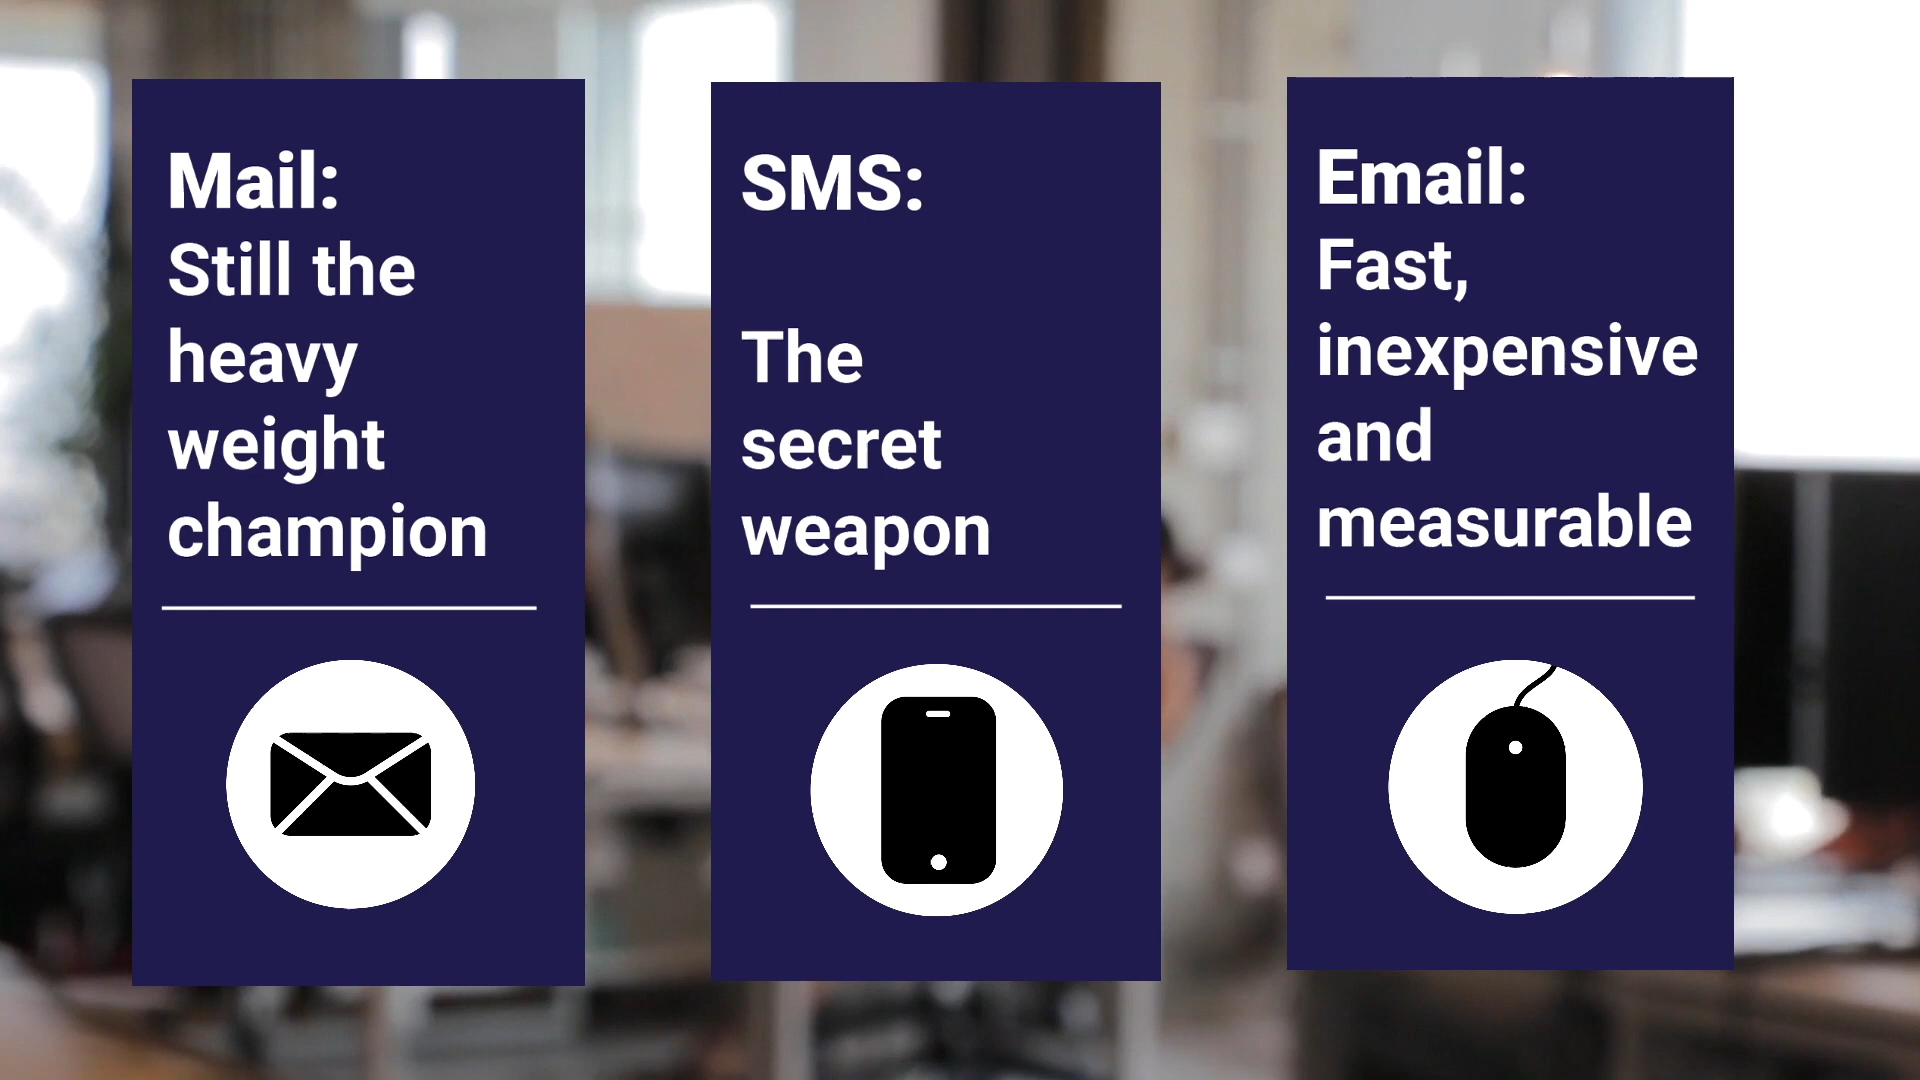 Mail:
Still the
heavy
weight
champion
SMS:
The
secret
weapon
Email:
Fast,
inexpensive
and
measurable